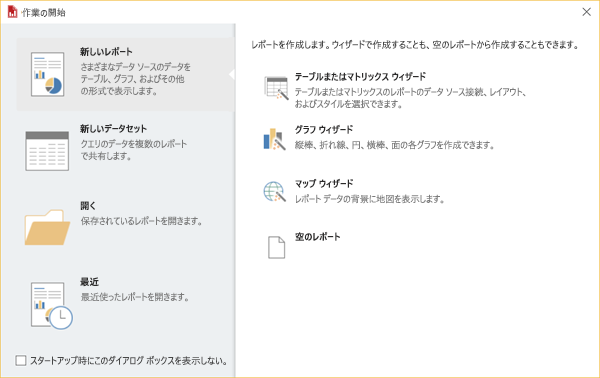 作業の開始
新しいレポート
さまざまなデータ ソースのデータを
テーブル、グラフ、およびその他
の形式で表示します。
新しいデータセット
クエリのデータを複数のレポート
で共有します。
開く
保存されているレポートを開きます。
最近
最近使ったレポートを開きます。
スタートアップ時にこのダイアログ ボックスを表示しない。
レポートを作成します。ウィザードで作成することも、空のレポートから作成することもできます。
テーブルまたはマトリックス ウィザード
テーブルまたはマトリックスのレポートのデータ ソース接続、レイアウト、
およびスタイルを選択できます。
グラフ ウィザード
縦棒、折れ線、円、横棒、面の各グラフを作成できます。
マップ ウィザード
レポート データの背景に地図を表示します。
空のレポート